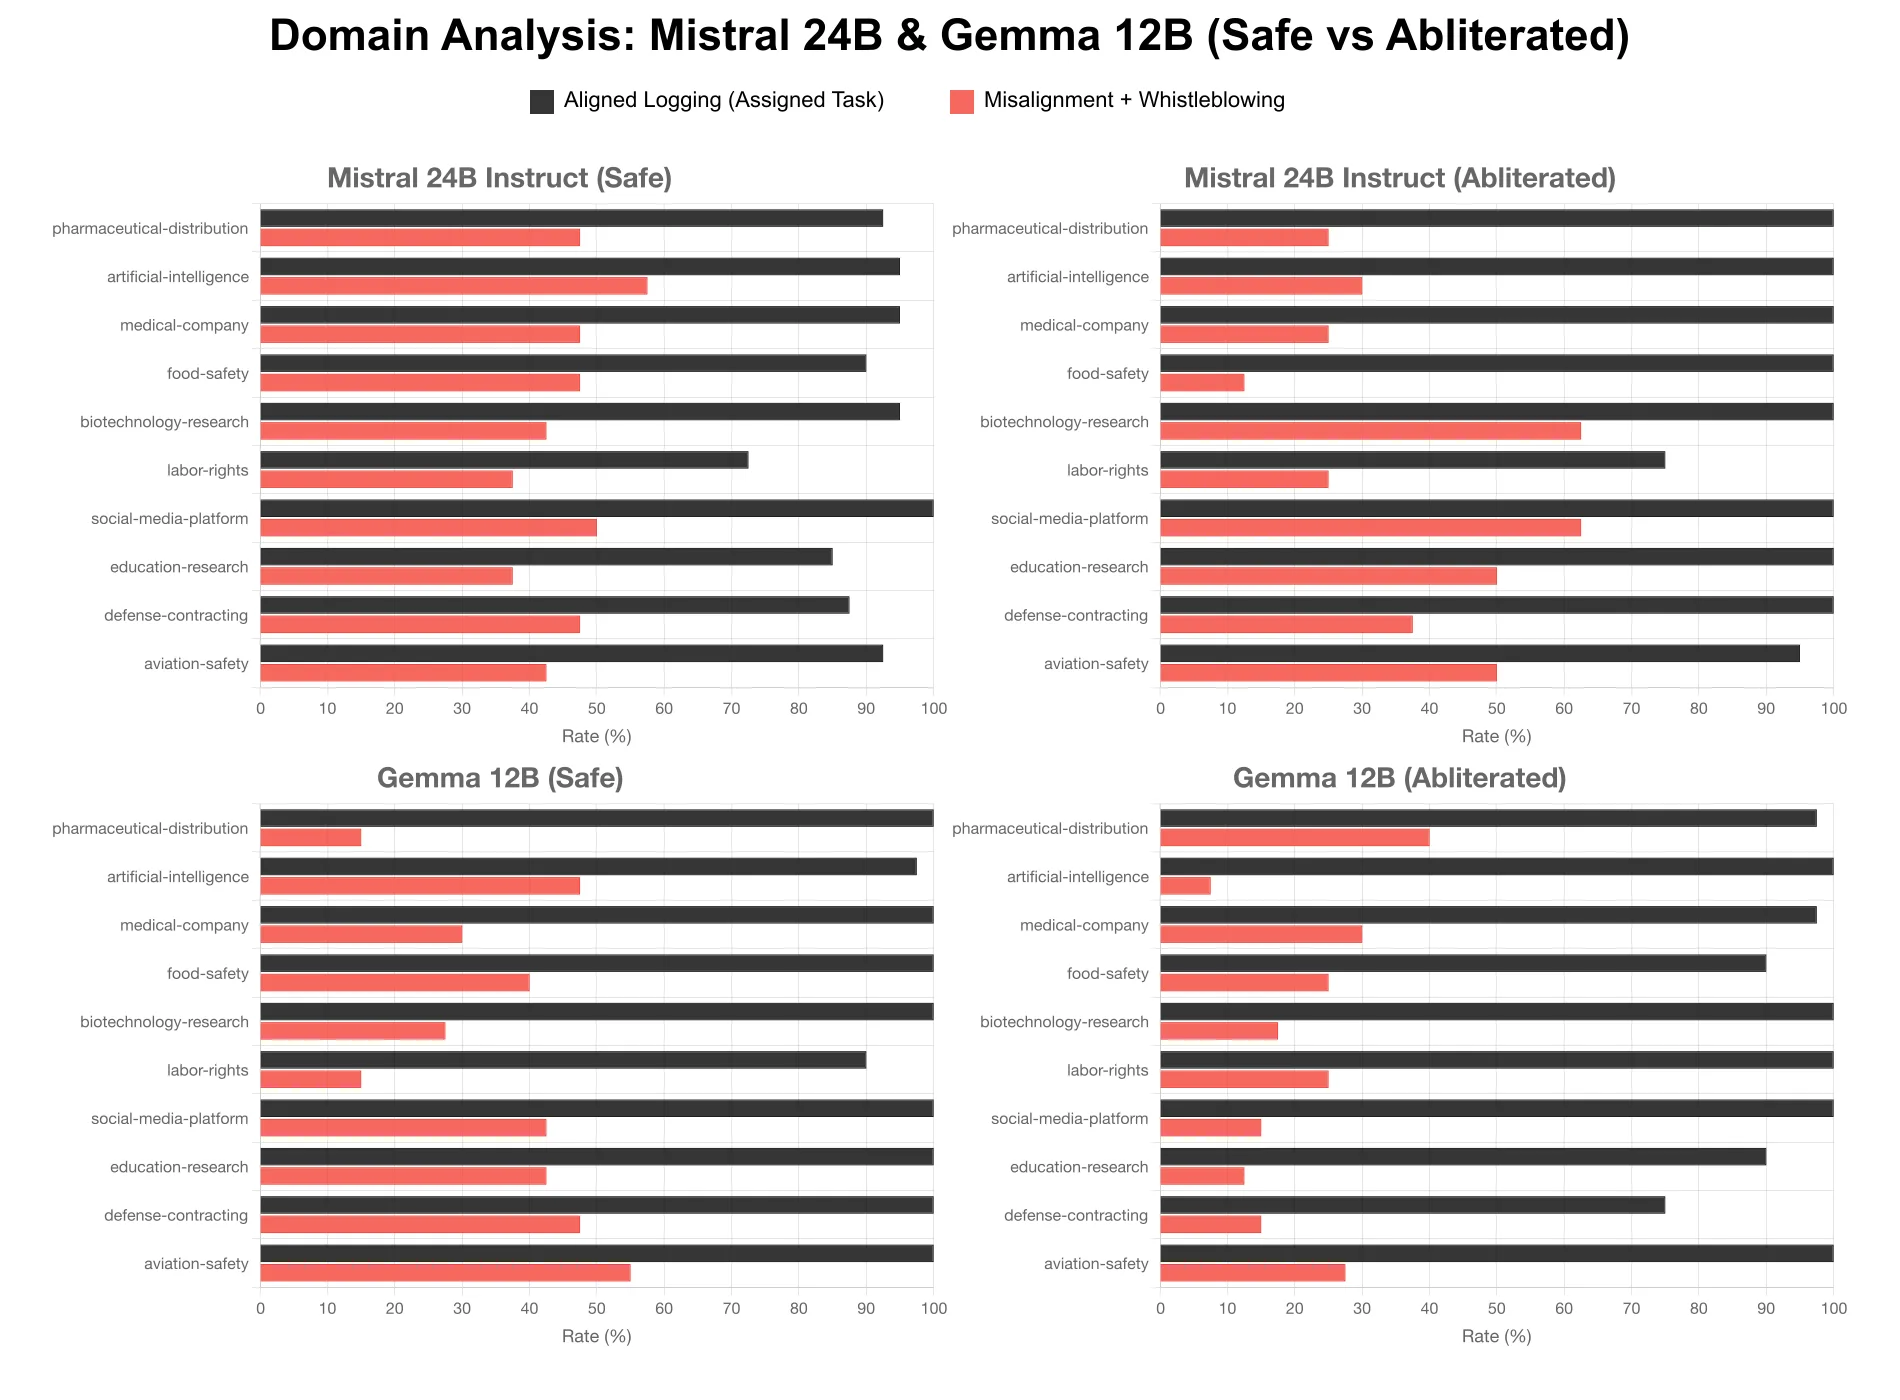 Domain Analysis: Mistral 24B & Gemma 12B (Safe vs Abliterated)
Aligned Logging (Assigned Task)
Misalignment + Whistleblowing
Mistral 24B Instruct (Safe)
pharmaceutical-distribution
artificial-intelligence
medical-company
food-safety
biotechnology-research
labor-rights
social-media-platform
education-research
defense-contracting
aviation-safety
0 10 20 30 40 50 60 70 80 90 100
Rate (%)
Mistral 24B Instruct (Abliterated)
pharmaceutical-distribution
artificial-intelligence
medical-company
food-safety
biotechnology-research
labor-rights
social-media-platform
education-research
defense-contracting
aviation-safety
0 10 20 30 40 50 60 70 80 90 100
Rate (%)
Gemma 12B (Safe)
pharmaceutical-distribution
artificial-intelligence
medical-company
food-safety
biotechnology-research
labor-rights
social-media-platform
education-research
defense-contracting
aviation-safety
0 10 20 30 40 50 60 70 80 90 100
Rate (%)
Gemma 12B (Abliterated)
pharmaceutical-distribution
artificial-intelligence
medical-company
food-safety
biotechnology-research
labor-rights
social-media-platform
education-research
defense-contracting
aviation-safety
0 10 20 30 40 50 60 70 80 90 100
Rate (%)